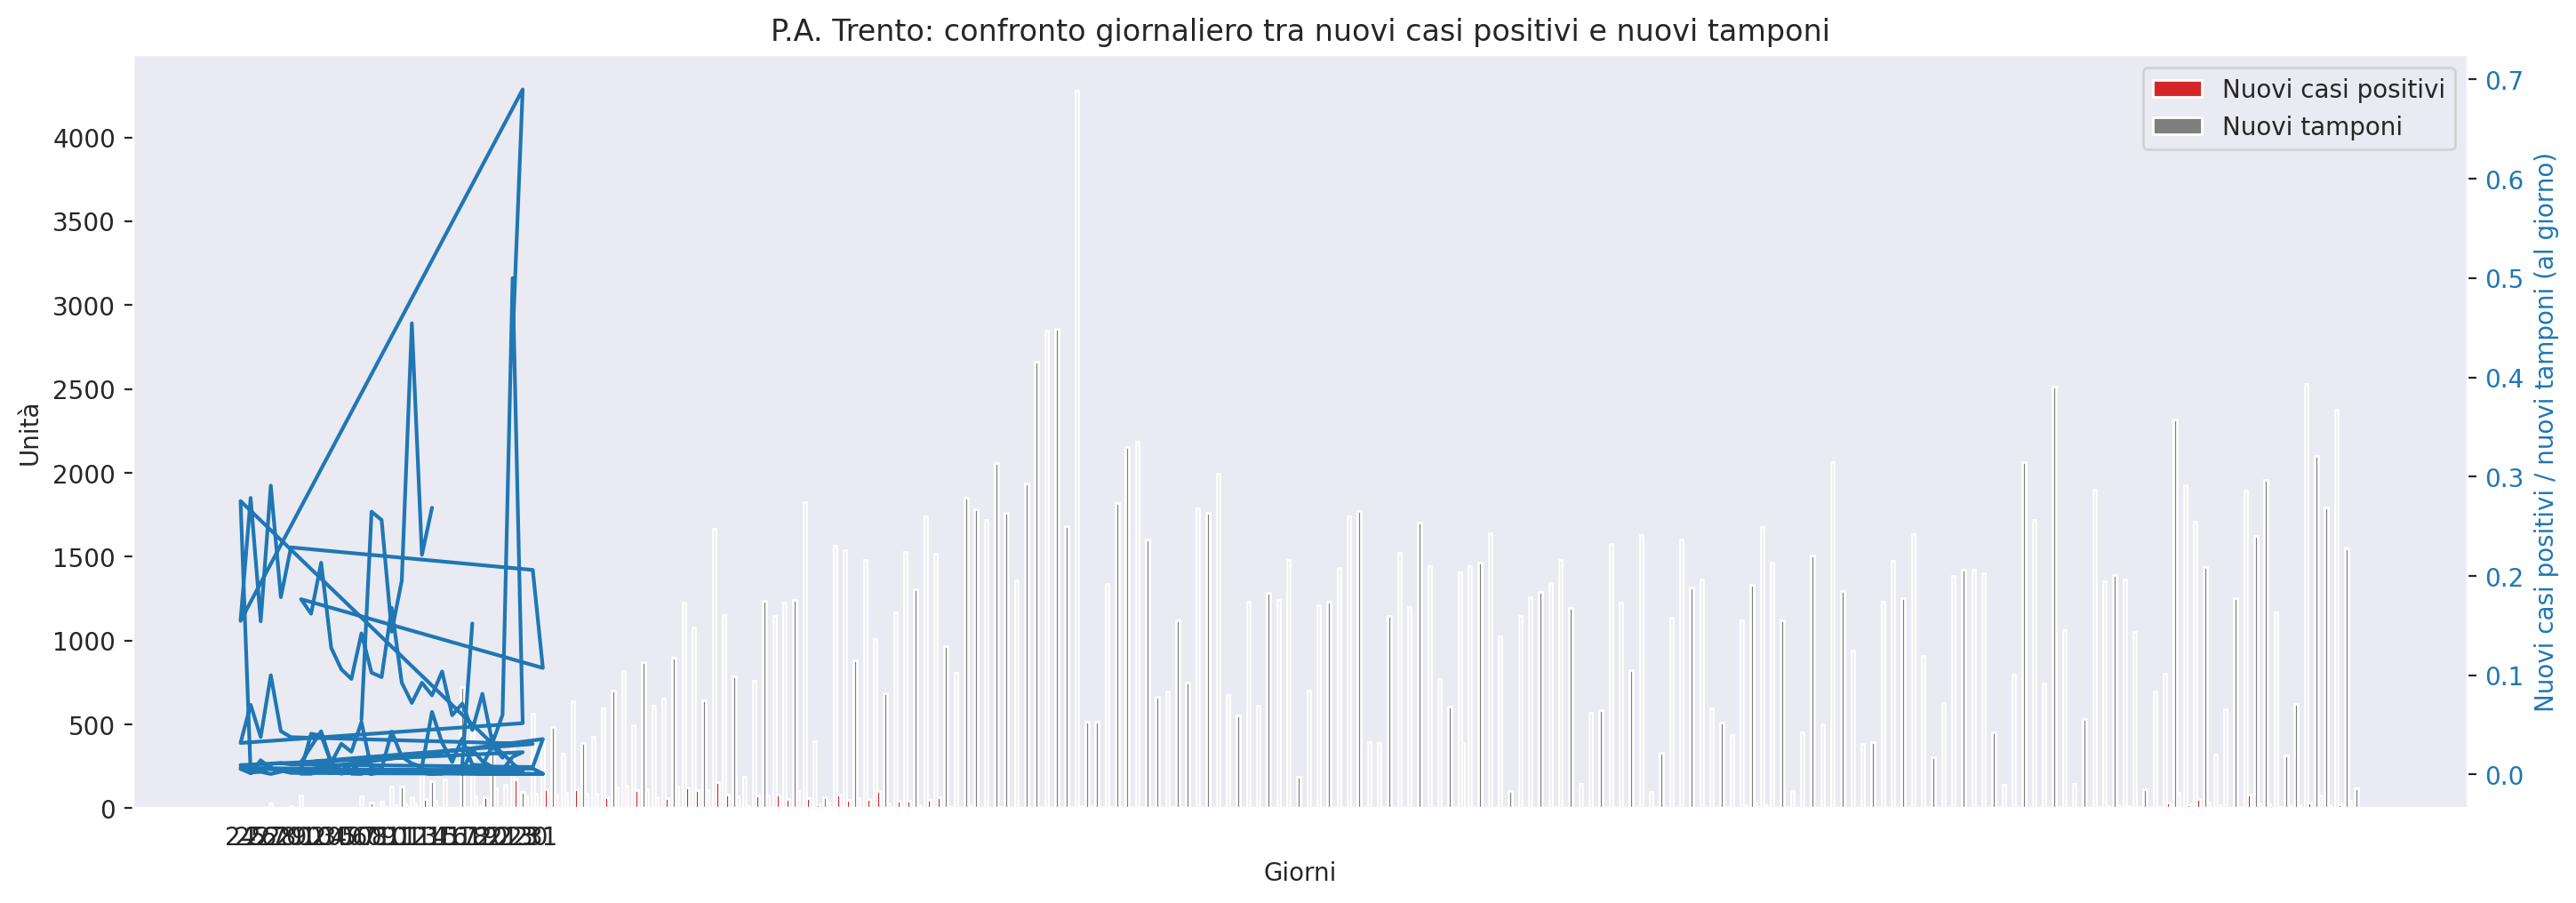 P.A. Trento: confronto giornaliero tra nuovi casi positivi e nuovi tamponi
Nuovi casi positivi
Nuovi tamponi
Unità
4000
3500
3000
2500
2000
1500
1000
500
0
0.7
0.6
0.5
0.4
0.3
0.2
0.1
0.0
Nuovi casi positivi / nuovi tamponi (al giorno)
Giorni